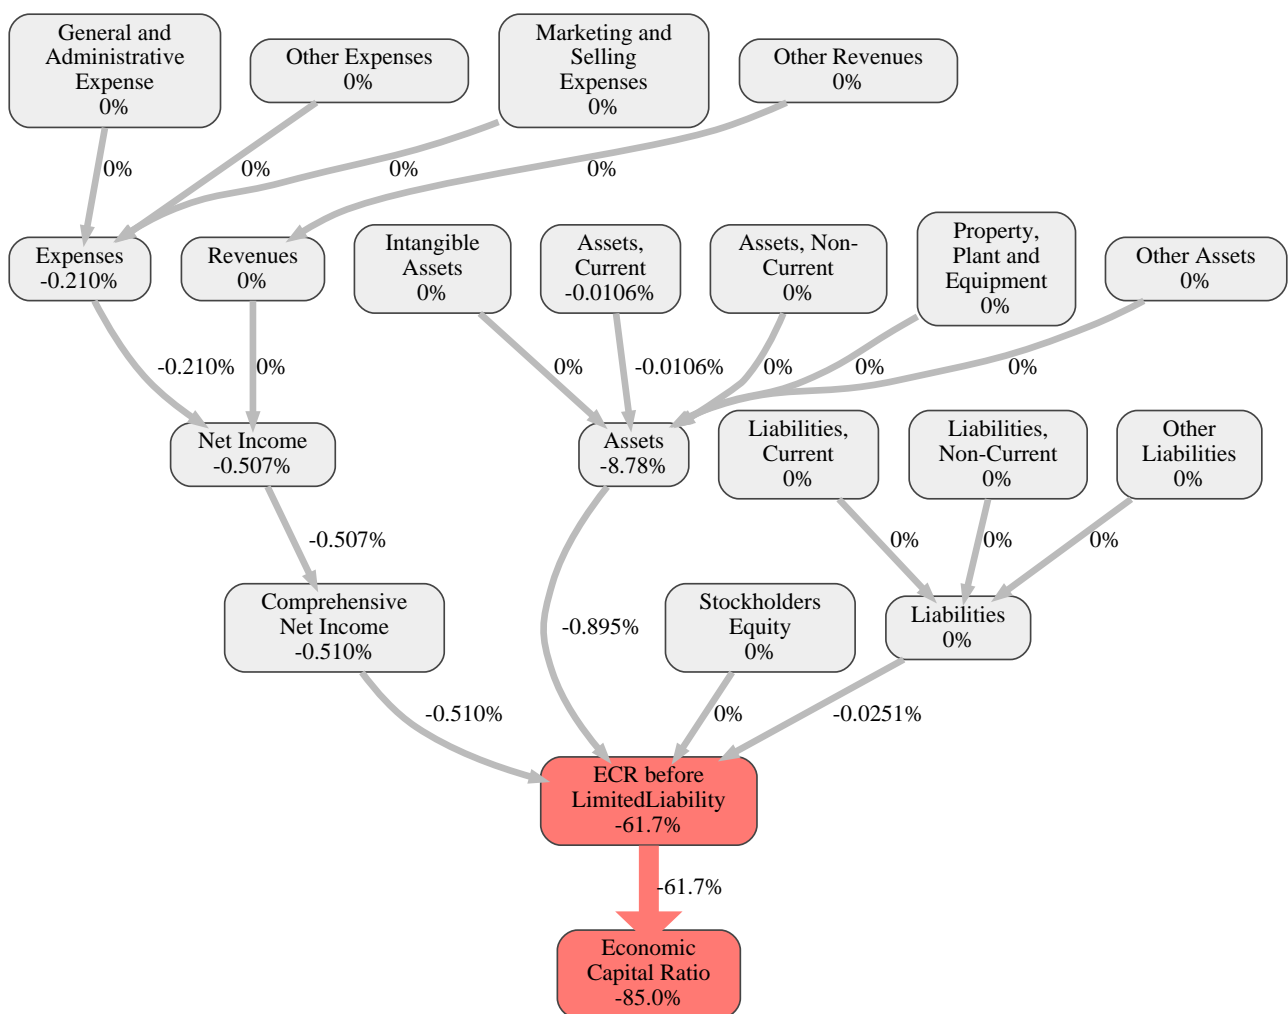 General and
Administrative
Expense
0%
Other Expenses
0%
Marketing and
Selling
Expenses
0%
Other Revenues
0%
0%
0%
0%
0%
Expenses
-0.210%
Revenues
0%
Intangible
Assets
0%
Assets,
Current
-0.0106%
Assets, Non-
Current
0%
Property,
Plant and
Equipment
0%
Other Assets
0%
-0.210%
0%
0%
-0.0106%
0%
0%
0%
Net Income
-0.507%
Assets
-8.78%
Liabilities,
Current
0%
Liabilities,
Non-Current
0%
Other
Liabilities
0%
-0.507%
0%
0%
0%
Comprehensive
Net Income
-0.510%
-0.895%
Stockholders
Equity
0%
Liabilities
0%
-0.510%
0%
-0.0251%
ECR before
LimitedLiability
-61.7%
-61.7%
Economic
Capital Ratio
-85.0%